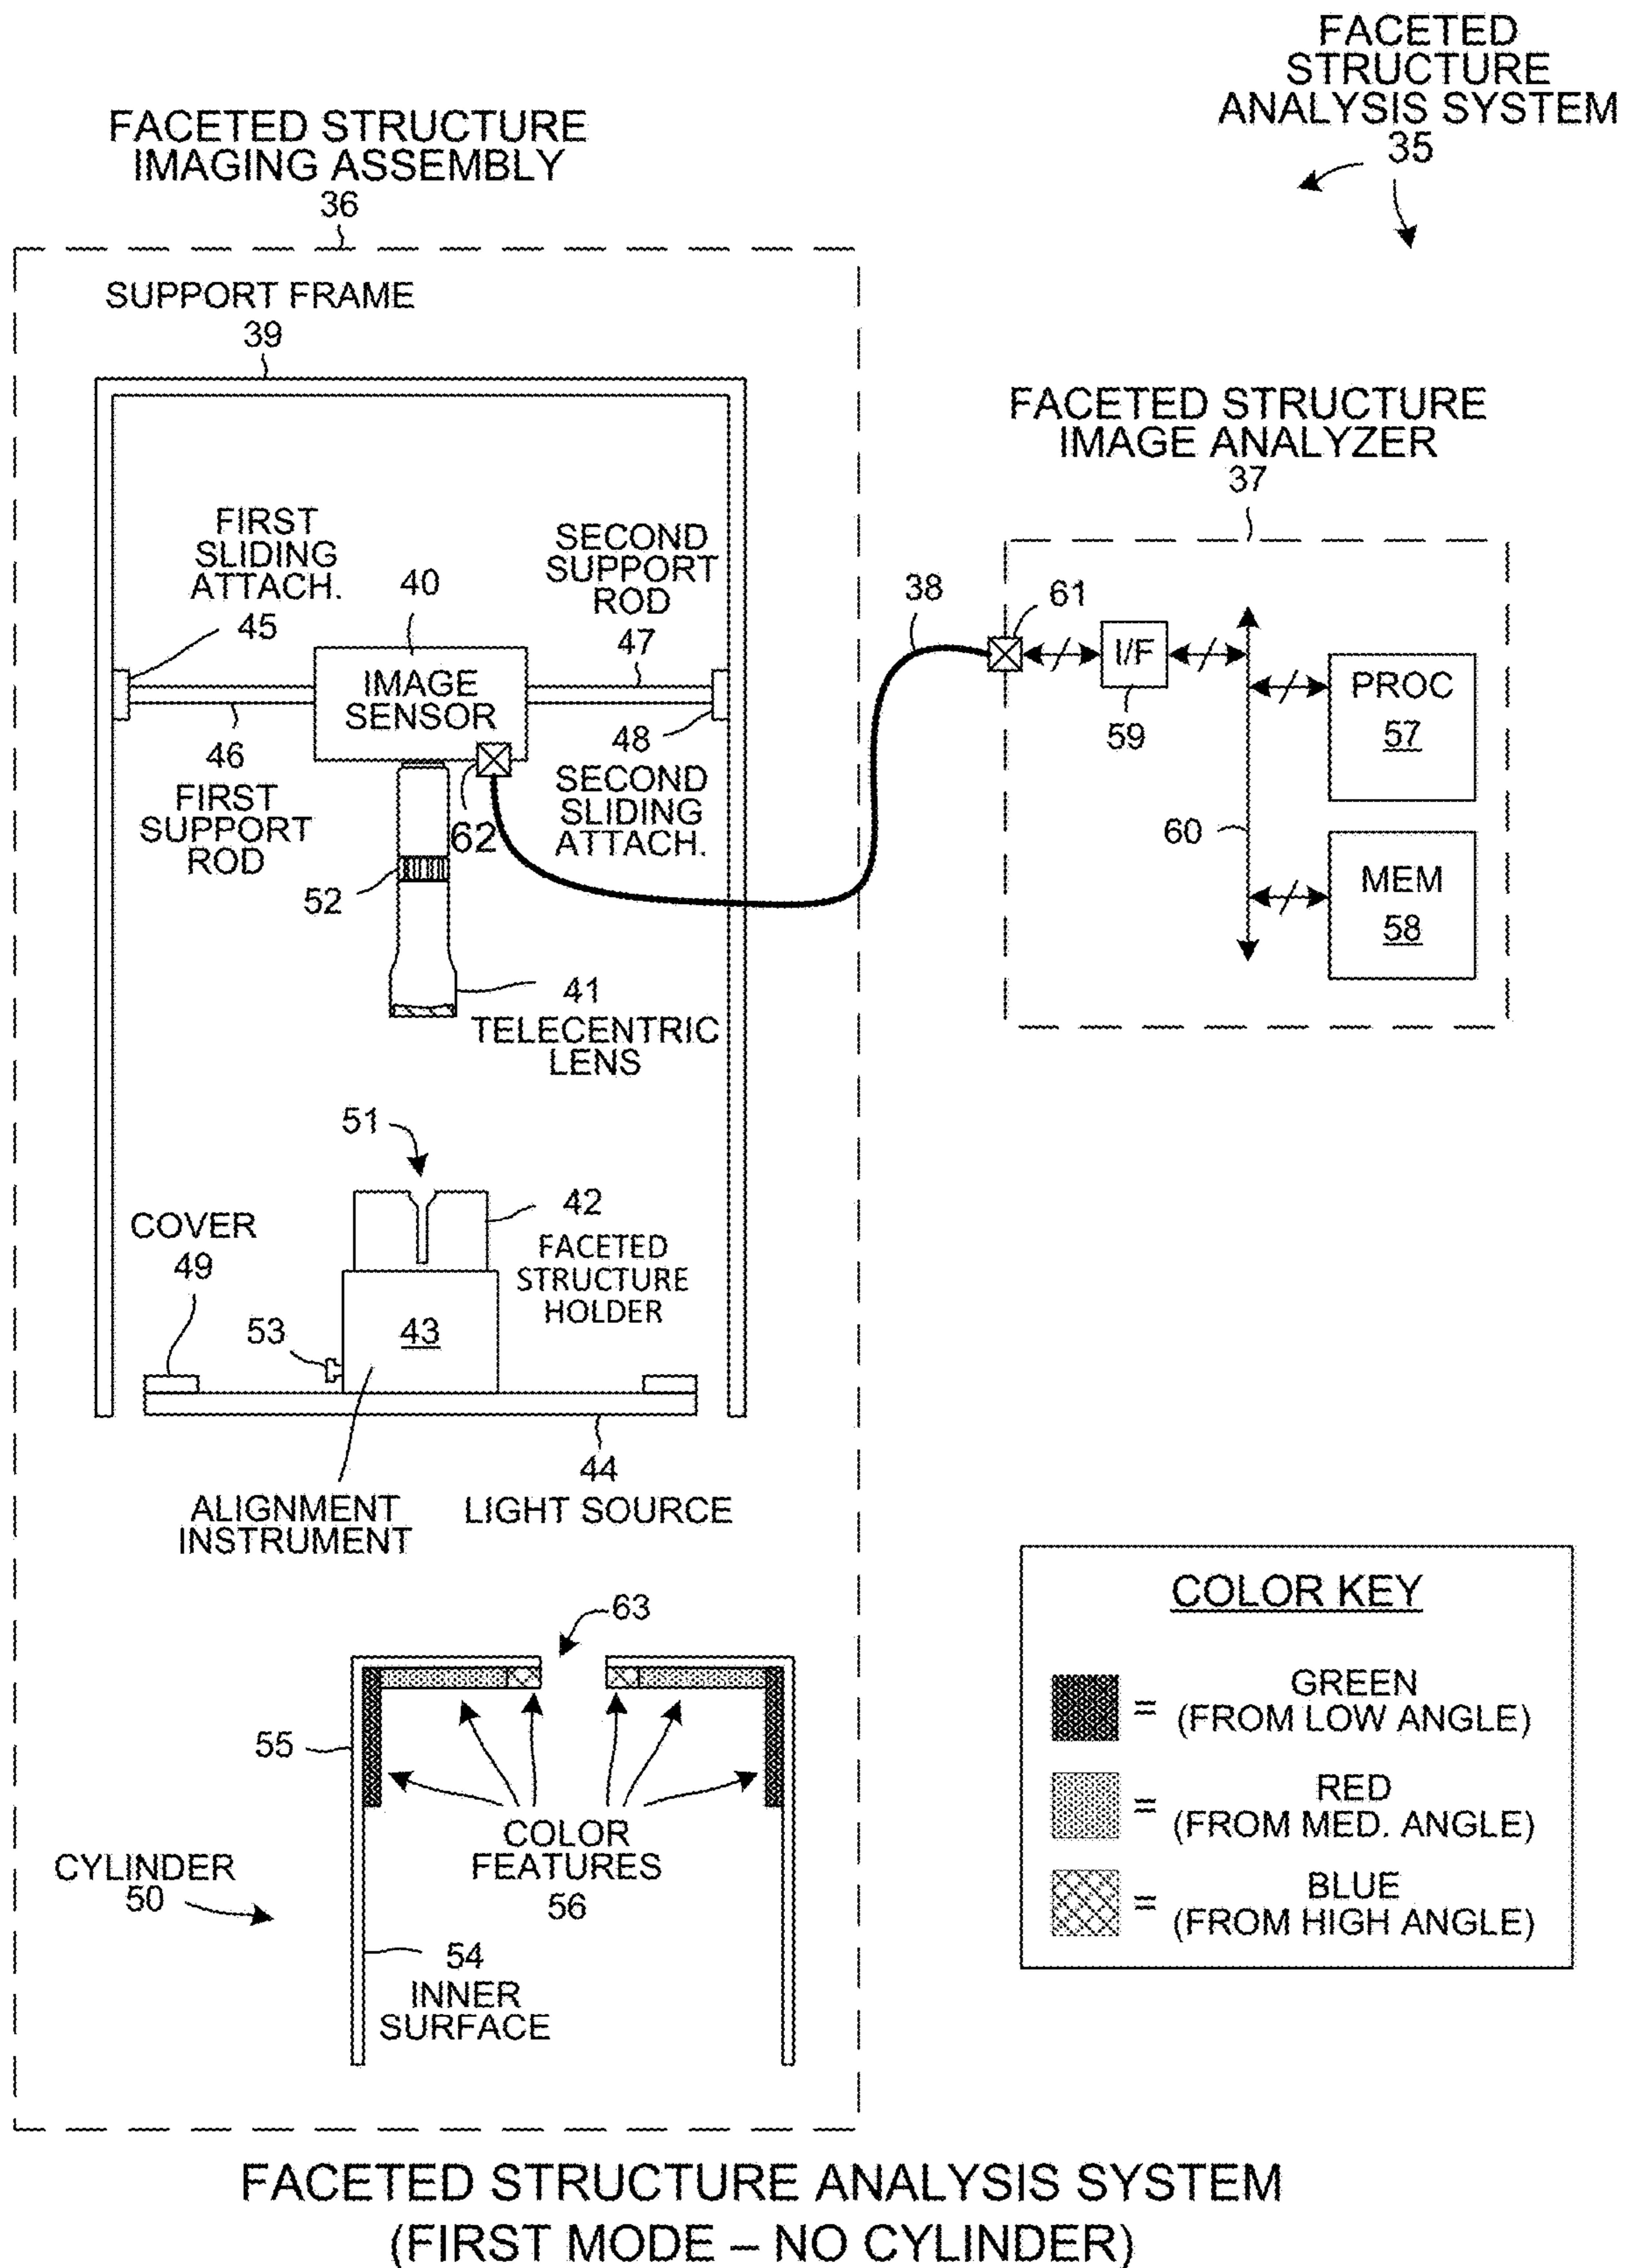 FACETED
STRUCTURE
ANALYSIS SYSTEM
35
FACETED STRUCTURE
IMAGING ASSEMBLY
36
SUPPORT FRAME
39
FACETED STRUCTURE
IMAGE ANALYZER
37
FIRST
SLIDING
ATTACH.
45
40
SECOND
SUPPORT
ROD
47
IMAGE
SENSOR
46
FIRST
SUPPORT
ROD
48
SECOND
SLIDING
ATTACH.
62
52
41
TELECENTRIC
LENS
38
61
I/F
59
60
PROC
57
MEM
58
51
42
FACETED
STRUCTURE
HOLDER
COVER
49
53
43
44
LIGHT SOURCE
ALIGNMENT
INSTRUMENT
63
55
COLOR
FEATURES
56
CYLINDER
50
54
INNER
SURFACE
COLOR KEY
= GREEN
(FROM LOW ANGLE)
= RED
(FROM MED. ANGLE)
= BLUE
(FROM HIGH ANGLE)
FACETED STRUCTURE ANALYSIS SYSTEM
(FIRST MODE – NO CYLINDER)